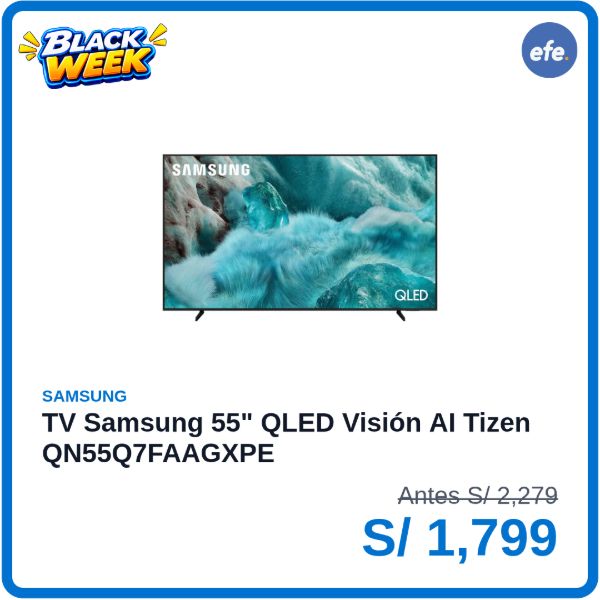 BLACK
WEEK
efe.
SAMSUNG
QLED
SAMSUNG
TV Samsung 55" QLED Visión AI Tizen
QN55Q7FAAGXPE
Antes S/ 2,279
S/ 1,799